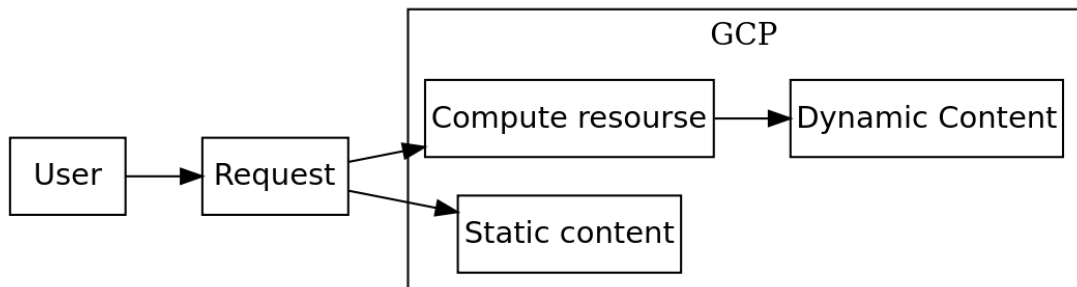 GCP
Compute resourse
Dynamic Content
User
Request
Static content